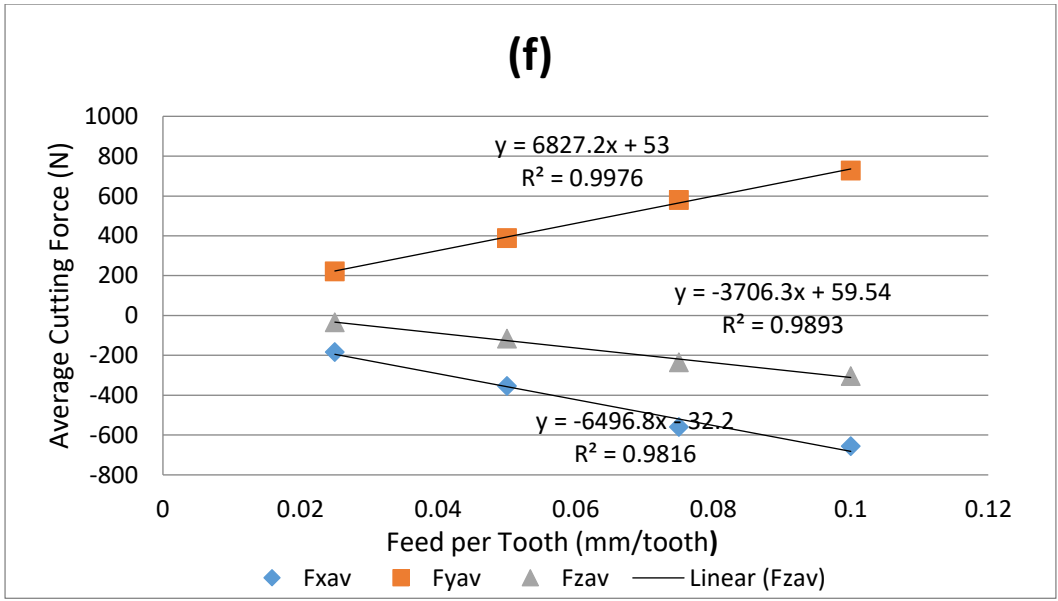 (f)
Average Cutting Force (N)
1000
800
600
400
200
0
-200
-400
-600
-800
y = 6827.2x + 53
R² = 0.9976
y = -3706.3x + 59.54
R² = 0.9893
y = -6496.8x - 32.2
R² = 0.9816
0 0.02 0.04 0.06 0.08 0.1 0.12
Feed per Tooth (mm/tooth)
Fxav Fyav Fzav Linear (Fzav)